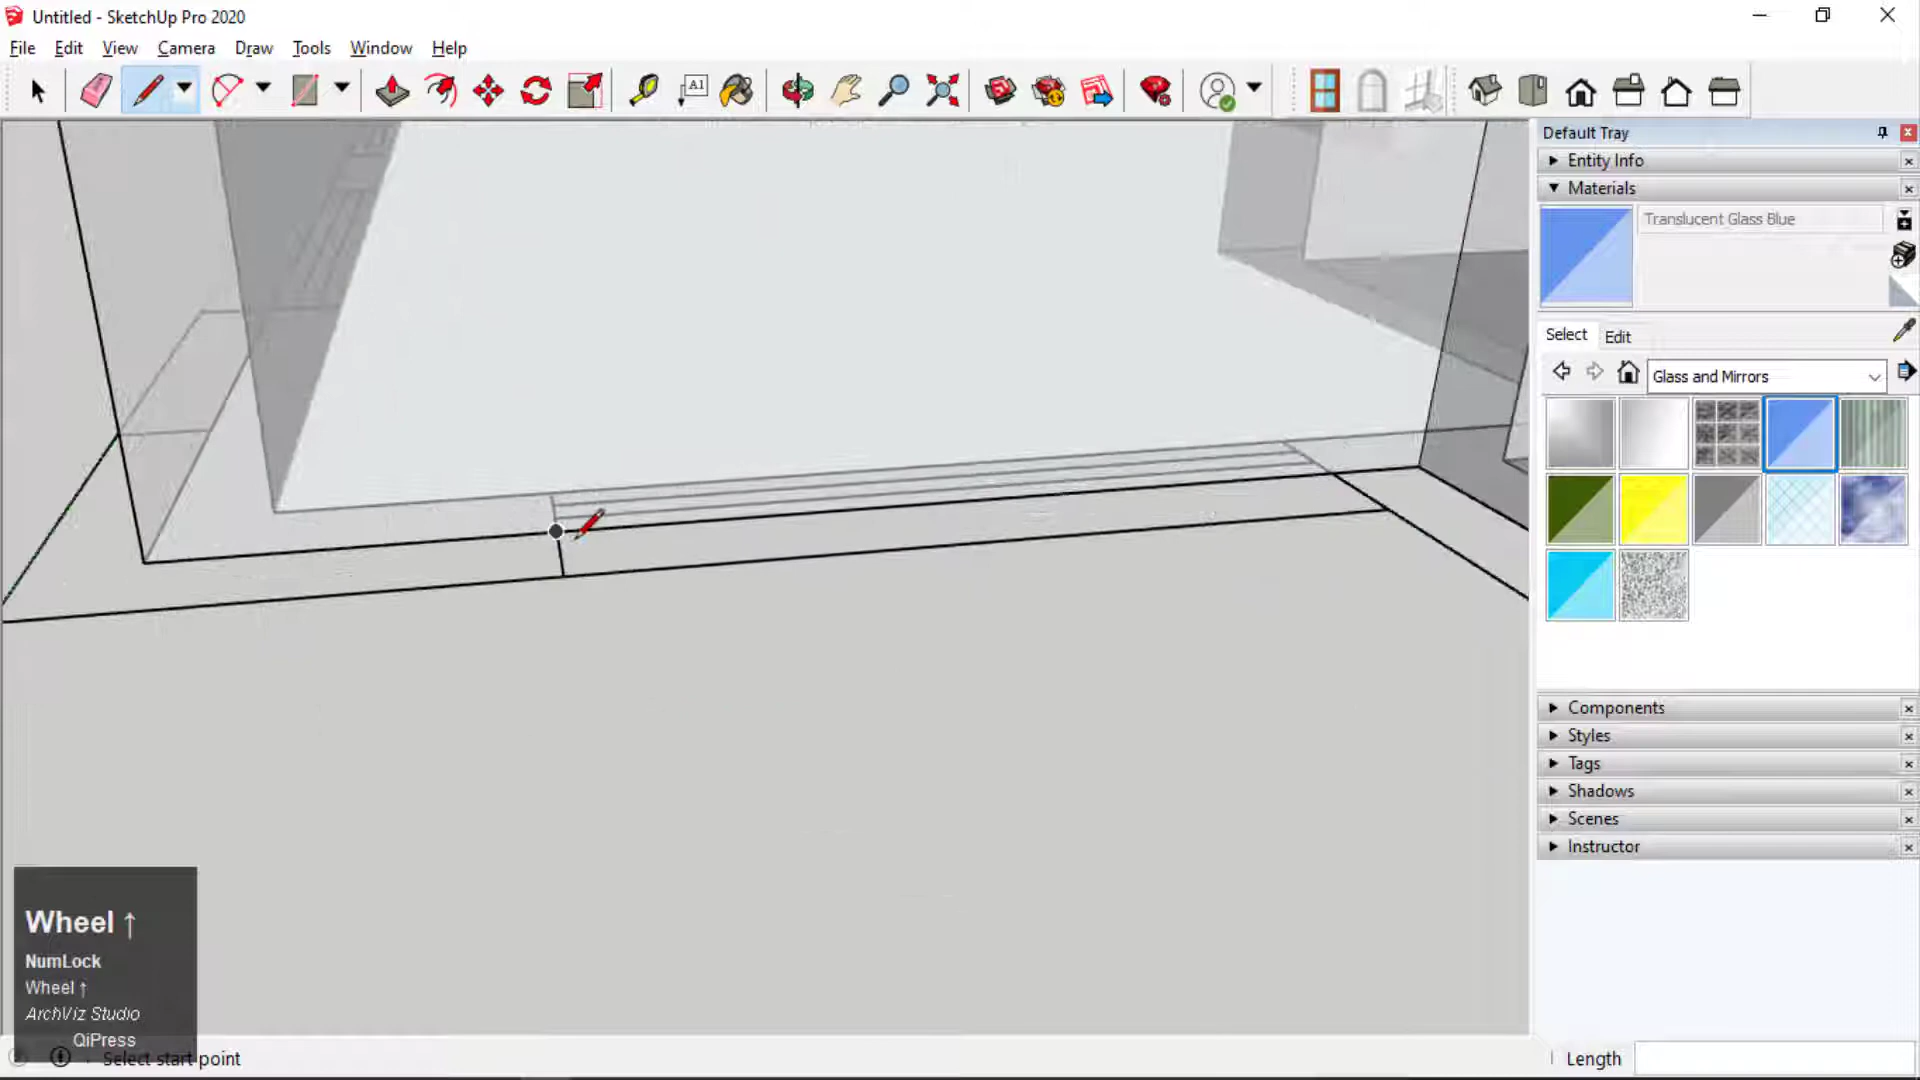 Untitled - SketchUp Pro 2020
File Edit View Camera Draw Tools Window Help
A1
Default Tray
Entity Info
Materials
Translucent Glass Blue
Select Edit
Glass and Mirrors
Components
Styles
Tags
Shadows
Scenes
Instructor
Wheel ↑
NumLock
Wheel ↑
ArchViz Studio
QiPress
Select start point
Length